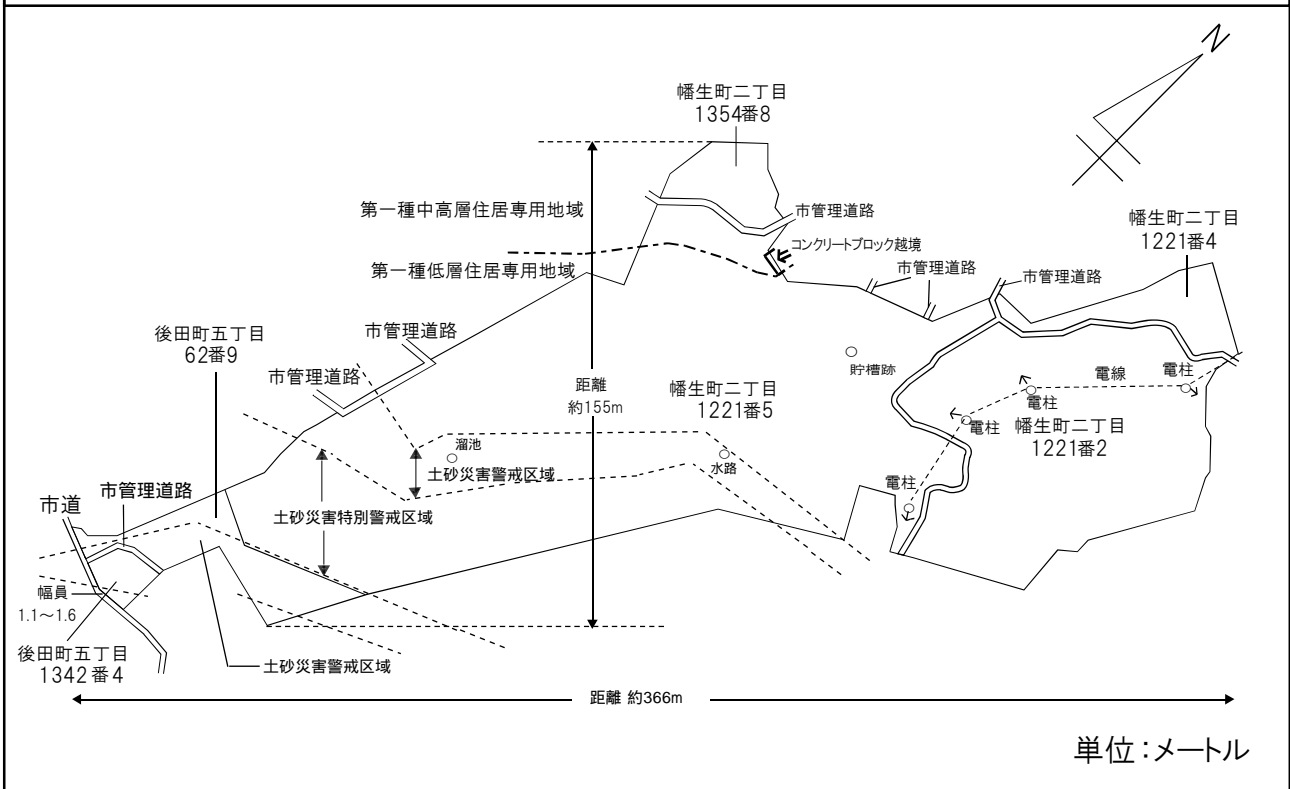 N
幡生町二丁目
1354番8
第一種中高層住居専用地域
市管理道路
幡生町二丁目
1221番4
コンクリートブロック越境
第一種低層住居専用地域
市管理道路
市管理道路
後田町五丁目
62番9
市管理道路
市管理道路
貯槽跡
距離
約155m
幡生町二丁目
1221番5
電線
電柱
電柱
電柱
幡生町二丁目
1221番2
溜池
土砂災害警戒区域
水路
電柱
市道
市管理道路
土砂災害特別警戒区域
幅員
1.1～1.6
後田町五丁目
1342番4
土砂災害警戒区域
距離 約366m
単位：メートル